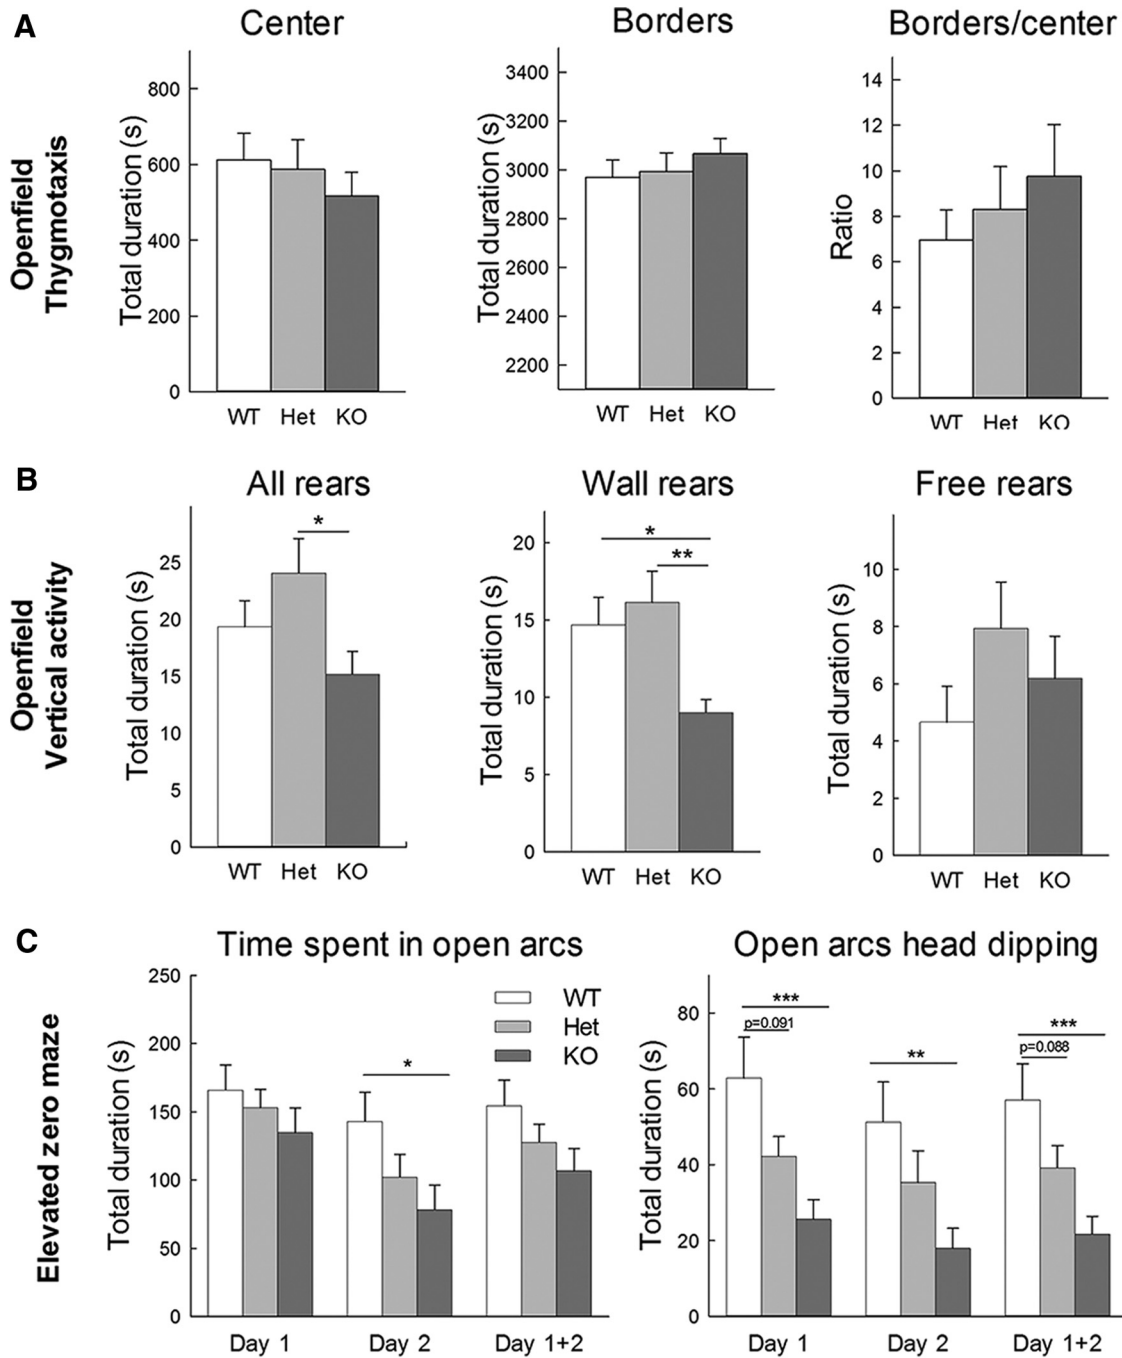 A
Center
Borders
Borders/center
Openfield
Thygmotaxis
Total duration (s)
800
600
400
200
0
WT Het KO
Total duration (s)
3400
3200
3000
2800
2600
2400
2200
WT Het KO
Ratio
14
12
10
8
6
4
2
0
WT Het KO
B
All rears
Wall rears
Free rears
Openfield
Vertical activity
Total duration (s)
25
20
15
10
5
0
*
WT Het KO
Total duration (s)
20
15
10
5
0
*
**
WT Het KO
Total duration (s)
10
8
6
4
2
0
WT Het KO
C
Time spent in open arcs
Open arcs head dipping
Elevated zero maze
Total duration (s)
250
200
150
100
50
0
WT
Het
KO
*
Day 1 Day 2 Day 1+2
Total duration (s)
80
60
40
20
0
***
p=0.091
**
***
p=0.088
Day 1 Day 2 Day 1+2